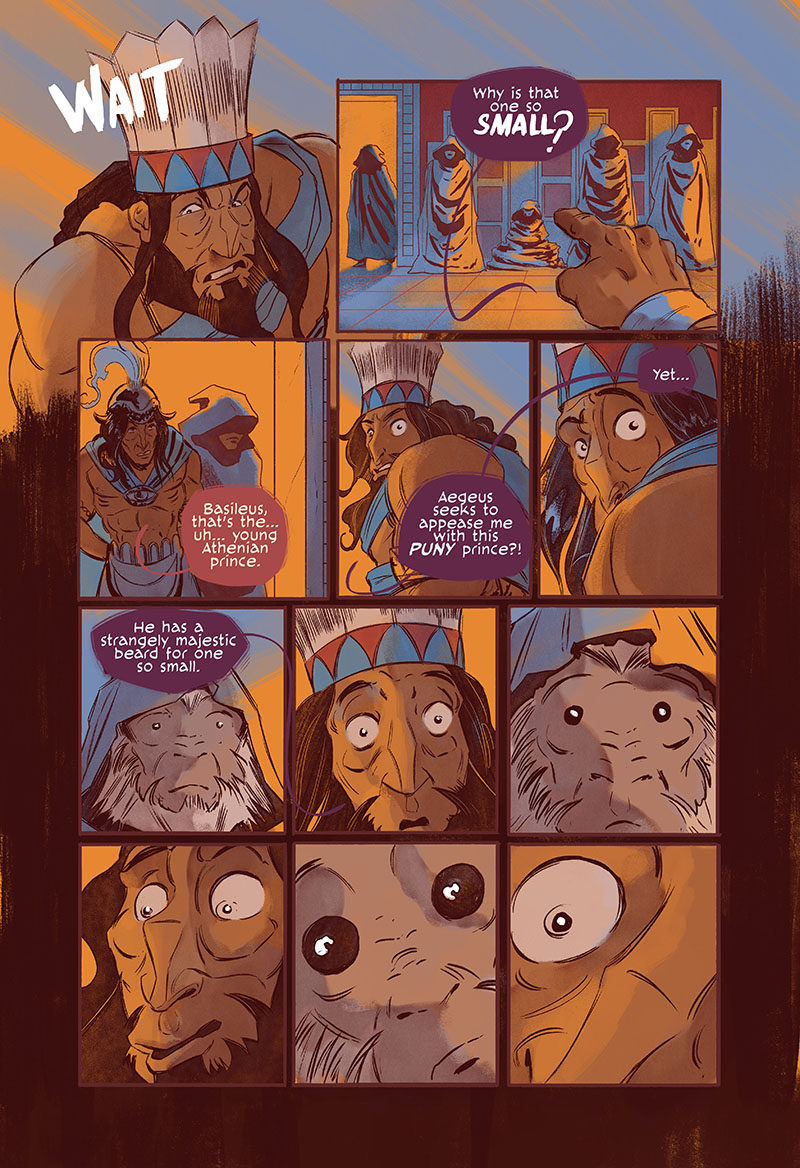 WAIT
Why is that
one so
SMALL?
Basileus,
that's the...
uh... young
Athenian
prince.
Aegeus
seeks to
appease me
with this
PUNY prince?!
Yet...
He has a
strangely majestic
beard for one
so small.